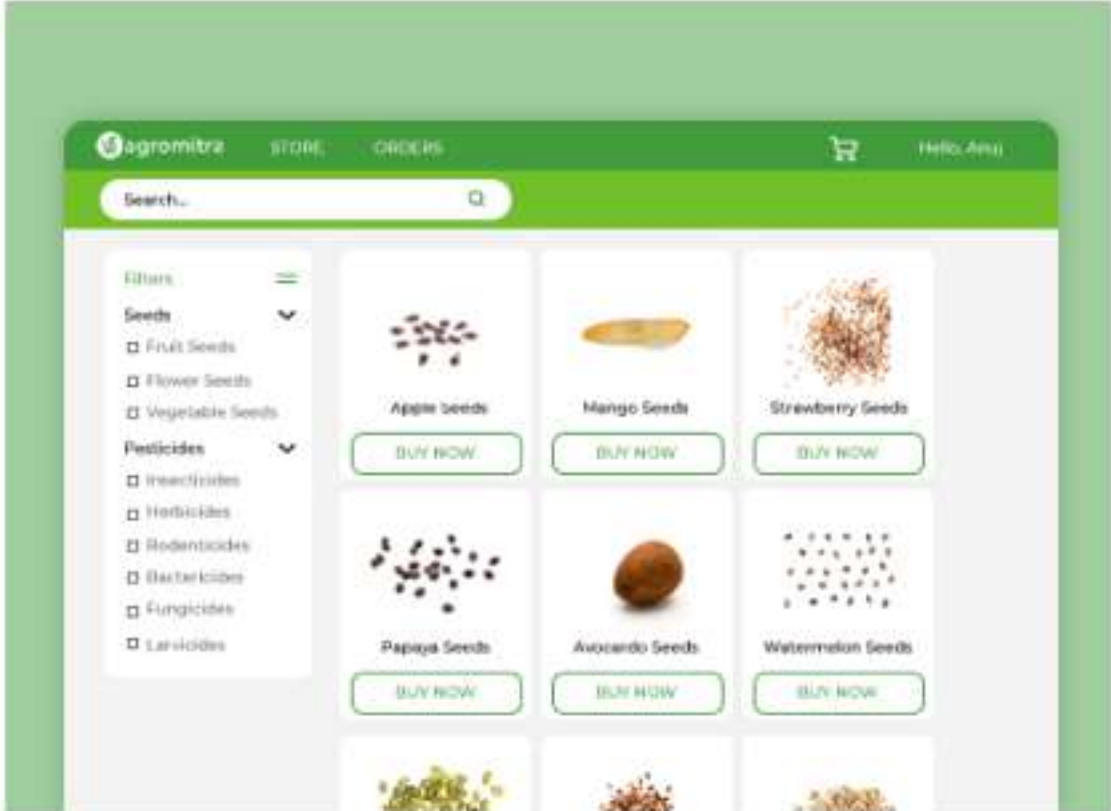 agromitra STORE ORDERS Hello, Anuj
Search...
Filters
Seeds
Fruit Seeds
Flower Seeds
Vegetable Seeds
Pesticides
Insecticides
Herbicides
Rodenticides
Bactericides
Fungicides
Larvicides
Apple Seeds Mango Seeds Strawberry Seeds
BUY NOW BUY NOW BUY NOW
Papaya Seeds Avocardo Seeds Watermelon Seeds
BUY NOW BUY NOW BUY NOW